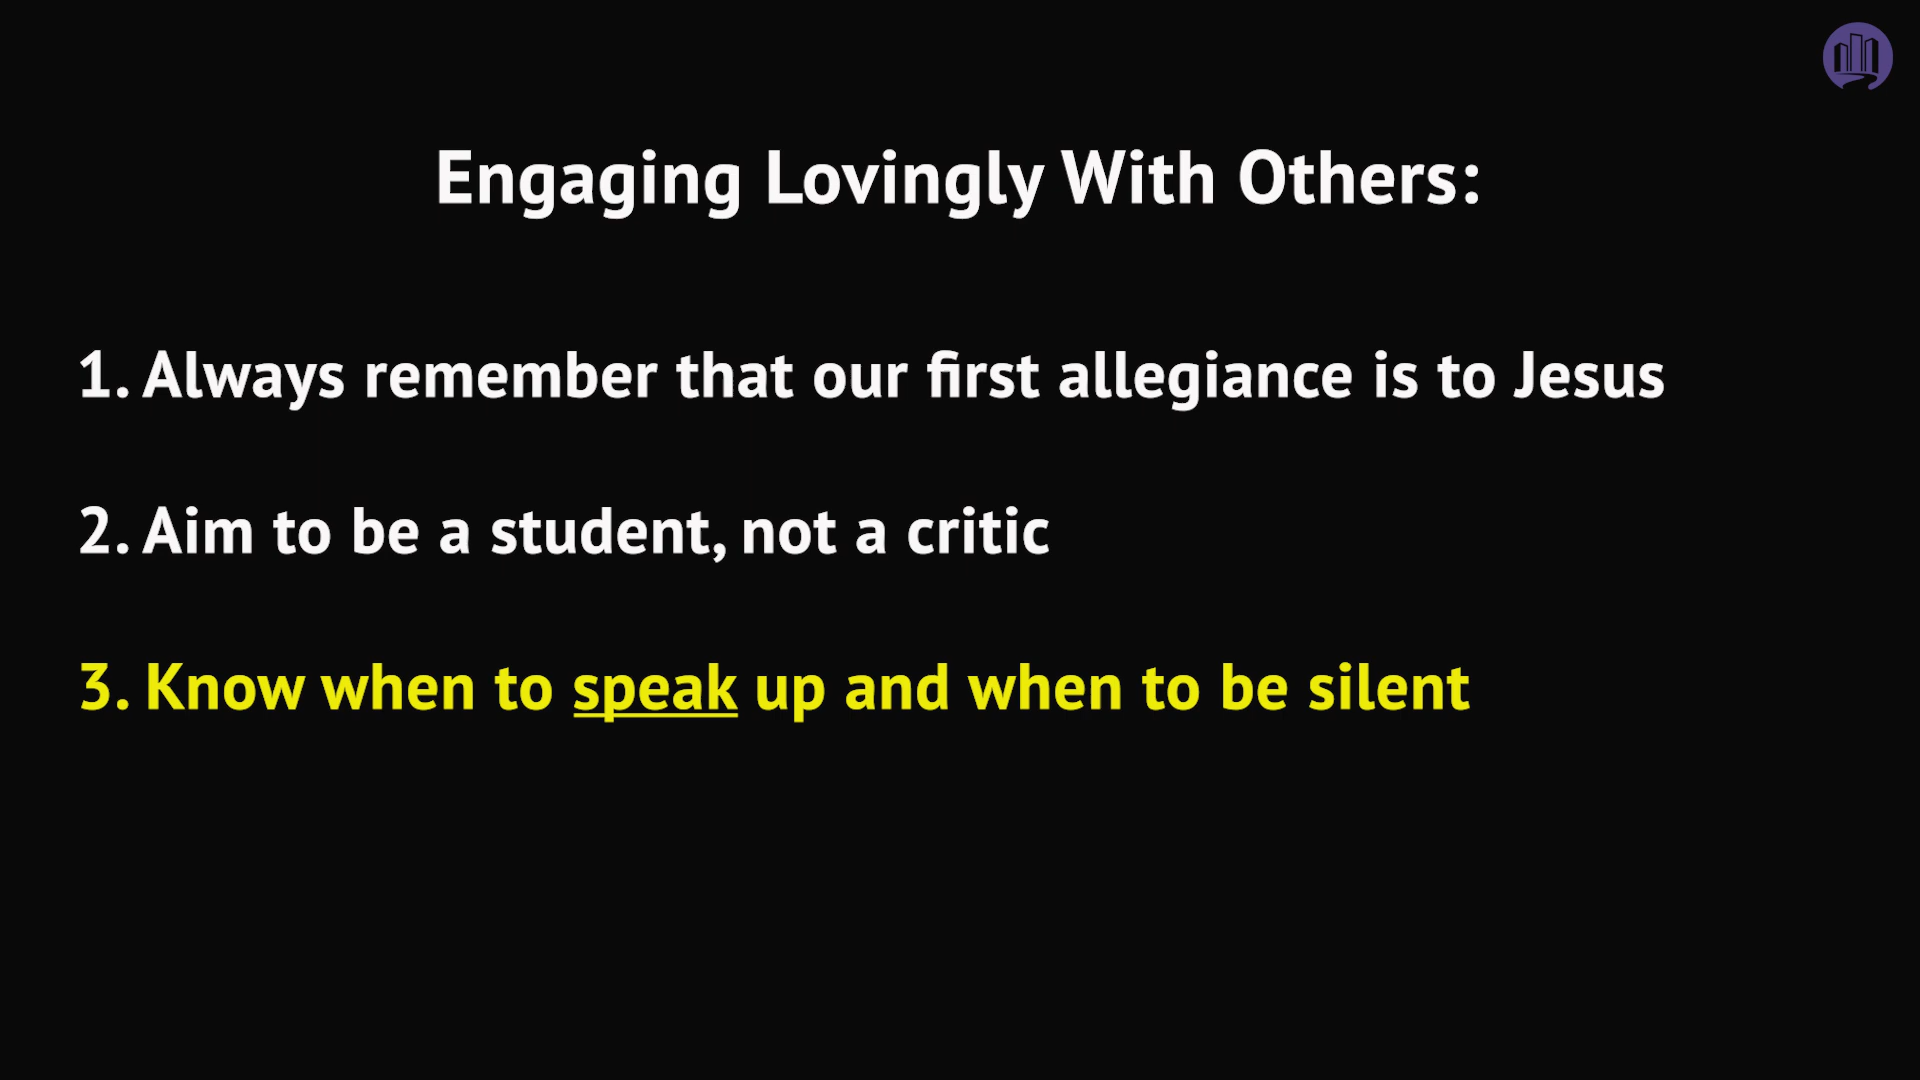 Engaging Lovingly With Others:
1. Always remember that our first allegiance is to Jesus
2. Aim to be a student, not a critic
3. Know when to speak up and when to be silent